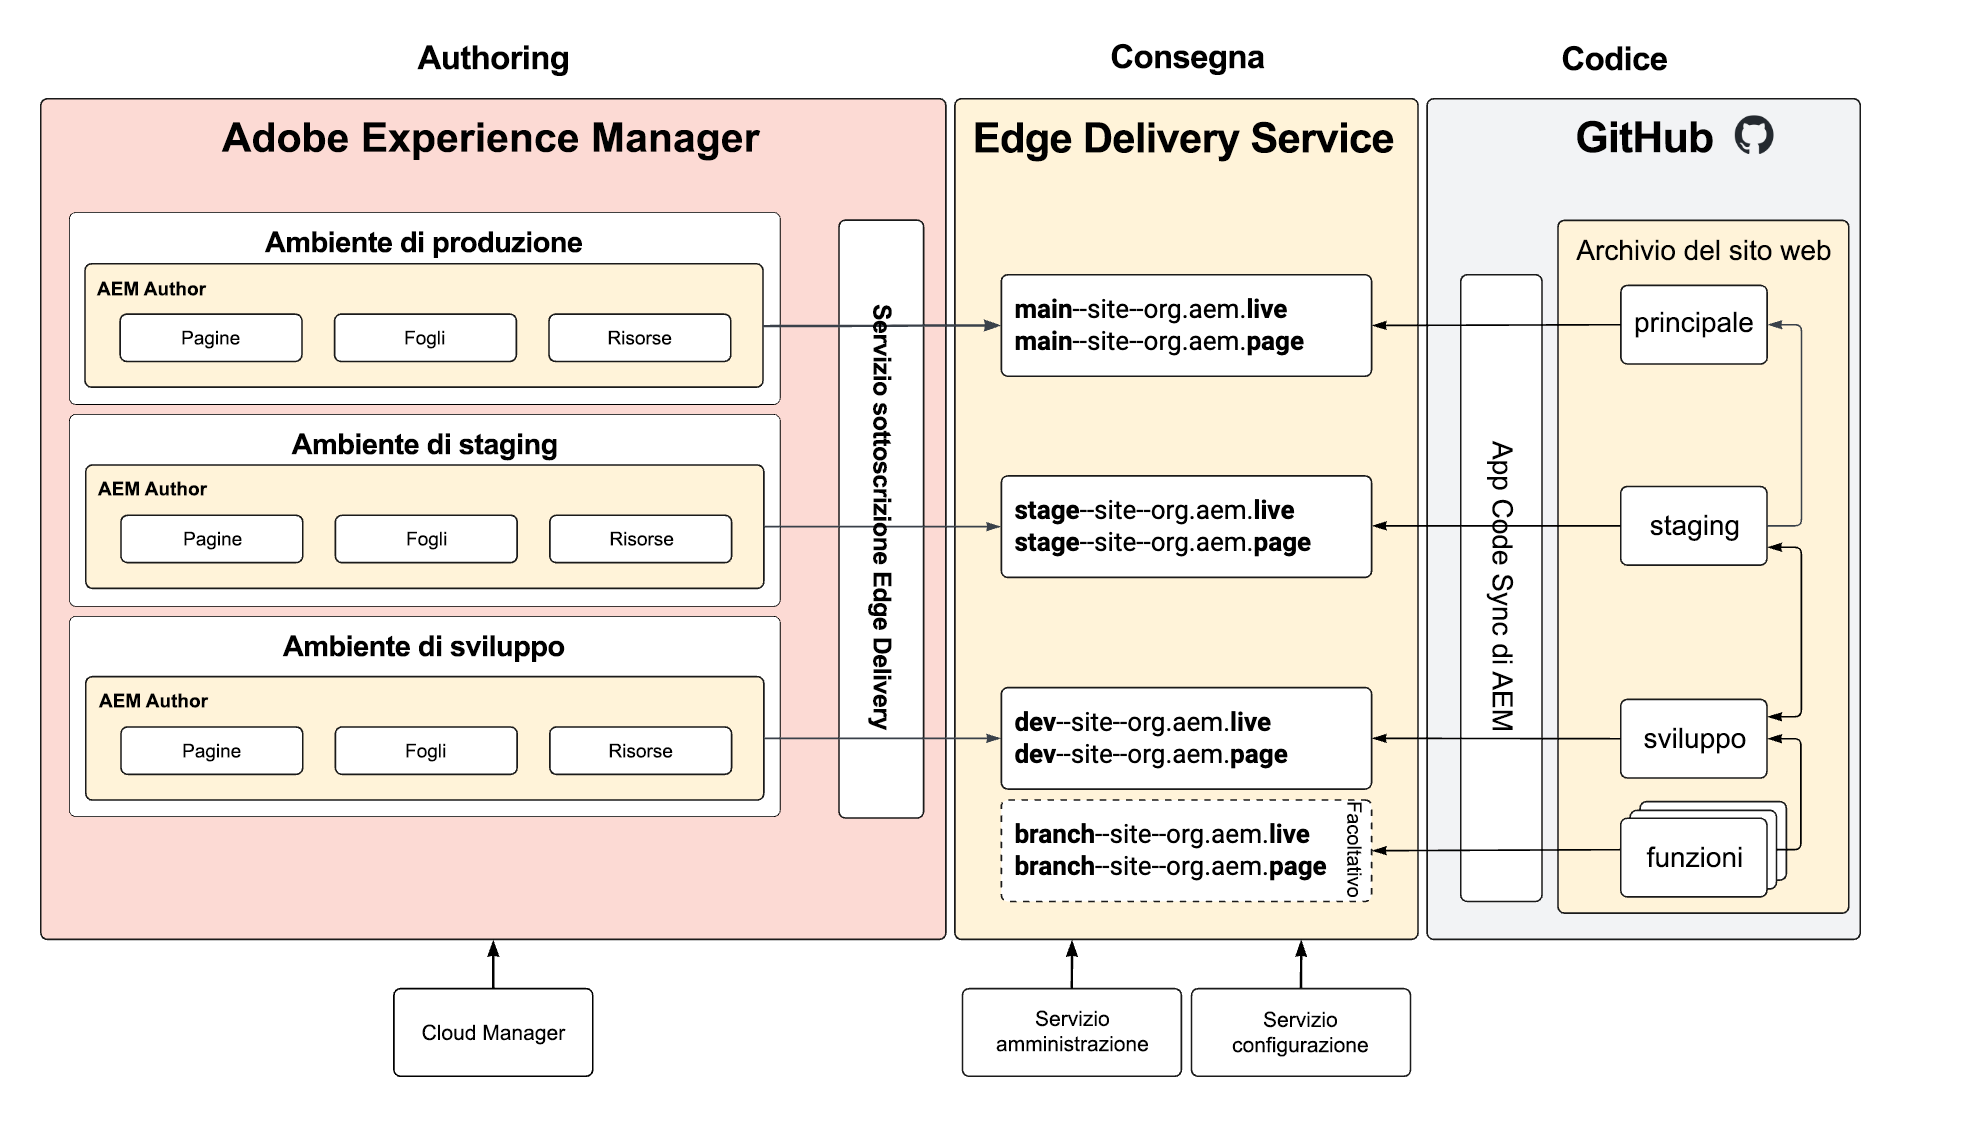 Authoring
Consegna
Codice
Adobe Experience Manager
Edge Delivery Service
GitHub
Ambiente di produzione
AEM Author
Pagine
Fogli
Risorse
Ambiente di staging
AEM Author
Pagine
Fogli
Risorse
Ambiente di sviluppo
AEM Author
Pagine
Fogli
Risorse
Servizio sottoscrizione Edge Delivery
main--site--org.aem.live
main--site--org.aem.page
stage--site--org.aem.live
stage--site--org.aem.page
dev--site--org.aem.live
dev--site--org.aem.page
branch--site--org.aem.live
branch--site--org.aem.page
Facoltativo
App Code Sync di AEM
Archivio del sito web
principale
staging
sviluppo
funzioni
Cloud Manager
Servizio
amministrazione
Servizio
configurazione